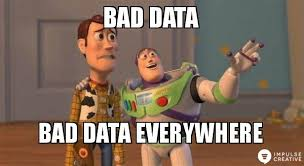 BAD DATA
BAD DATA EVERYWHERE
IMPULSE
CREATIVE